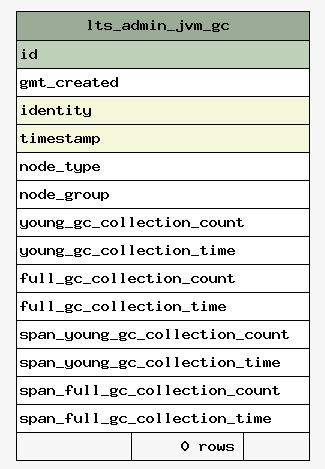 lts_admin_jvm_gc
id
gmt_created
identity
timestamp
node_type
node_group
young_gc_collection_count
young_gc_collection_time
full_gc_collection_count
full_gc_collection_time
span_young_gc_collection_count
span_young_gc_collection_time
span_full_gc_collection_count
span_full_gc_collection_time
0 rows